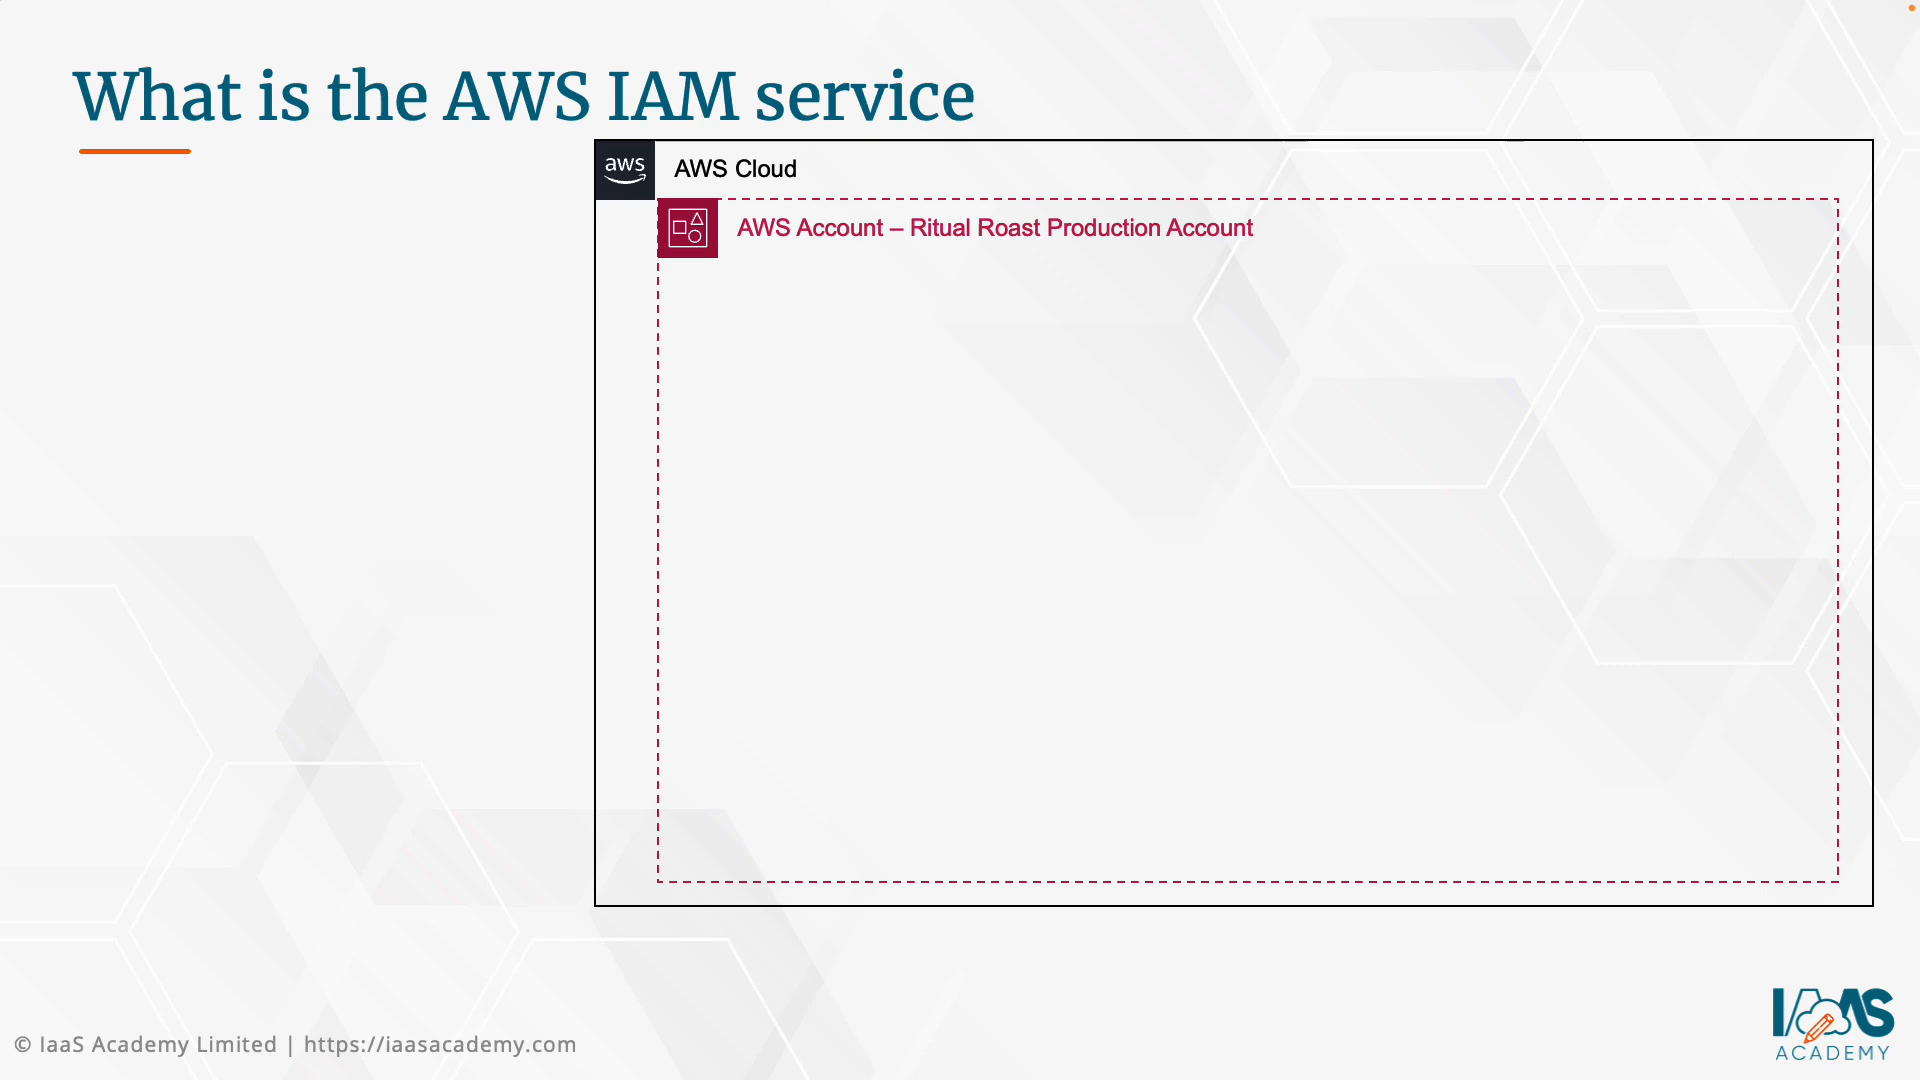 What is the AWS IAM service
aws
AWS Cloud
AWS Account – Ritual Roast Production Account
© IaaS Academy Limited | https://iaasacademy.com
IAAS
ACADEMY